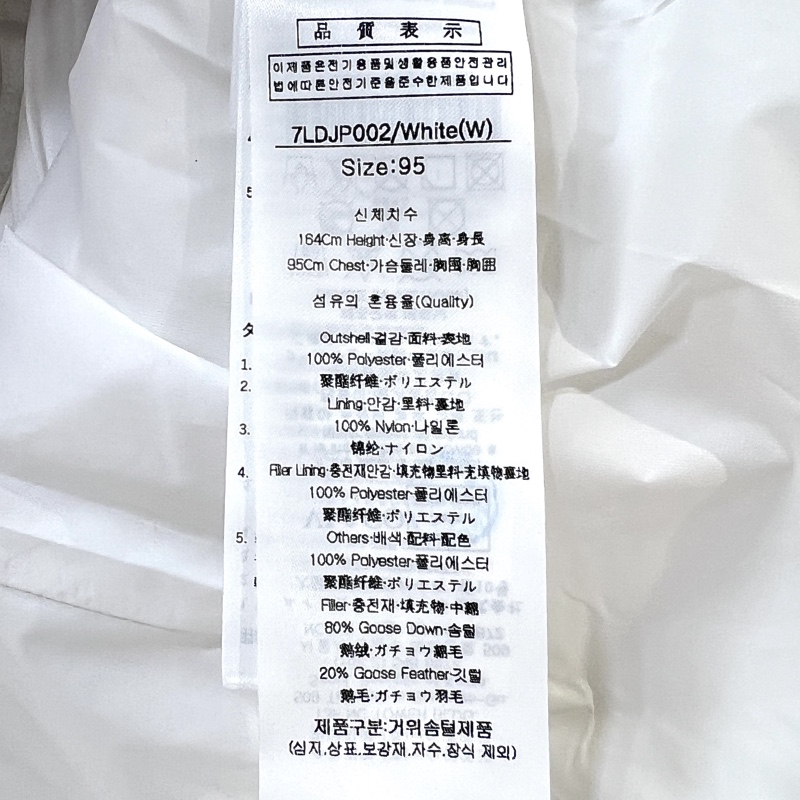 品 質 表 示
이제품은전기용품및생활용품안전관리
법에따른안전기준을준수한제품입니다
7LDJP002/White(W)
Size:95
신체치수
164Cm Height·신장·身高·身長
95Cm Chest·가슴둘레·胸围·胸囲
섬유의 혼용율(Quality)
Outshell·겉감·面料·表地
100% Polyester·폴리에스터
聚酯纤维·ポリエステル
Lining·안감·里料·裏地
100% Nylon·나일론
锦纶·ナイロン
Filler Lining·충전재안감·填充物里料·充填物裏地
100% Polyester·폴리에스터
聚酯纤维·ポリエステル
Others·배색·配料·配色
100% Polyester·폴리에스터
聚酯纤维·ポリエステル
Filler·충전재·填充物·中綿
80% Goose Down·솜털
鹅绒·ガチョウ綿毛
20% Goose Feather·깃털
鹅毛·ガチョウ羽毛
제품구분:거위솜털제품
(심지,상표,보강재,자수,장식 제외)
5
1.
2.
3.
4.
5.